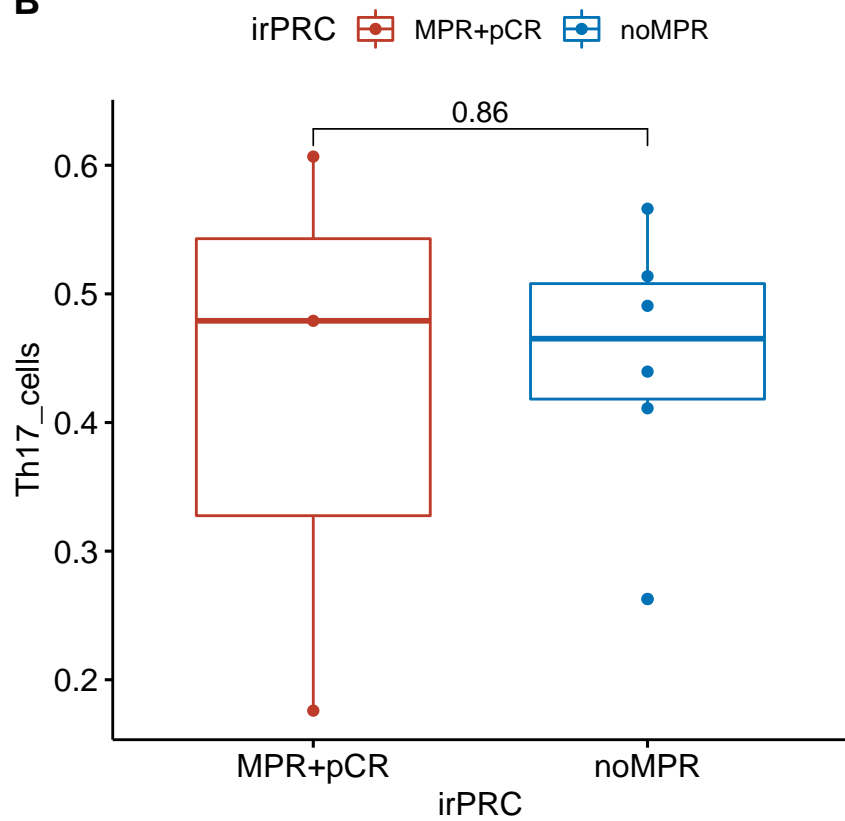 B
irPRC MPR+pCR noMPR
0.86
0.6
0.5
0.4
0.3
0.2
Th17_cells
MPR+pCR noMPR
irPRC